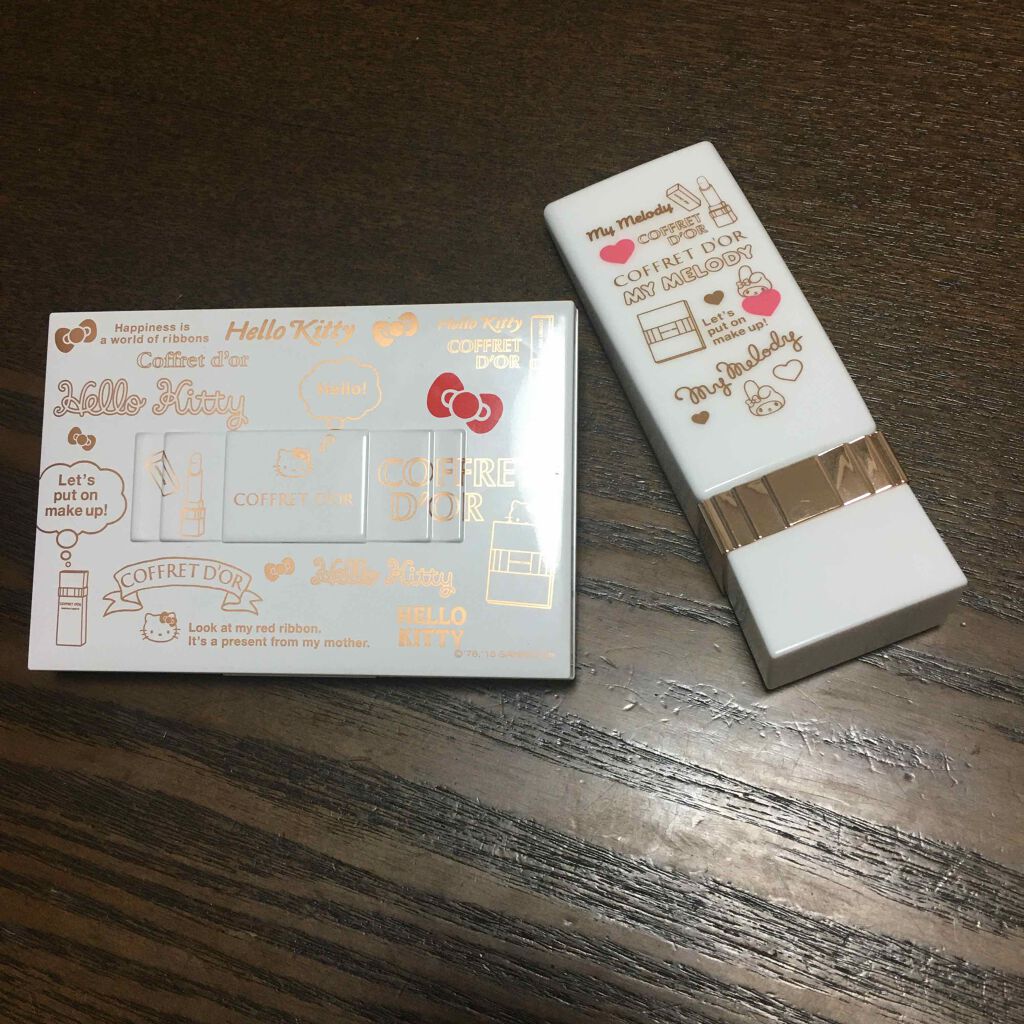 Happiness is
a world of ribbons
Hello Kitty
Hello Kitty
COFFRET
D'OR
Coffret d'or
Hello Kitty
Hello!
Let's
put on
make up!
COFFRET D'OR
COFFRET
D'OR
COFFRET D'OR
Hello Kitty
Look at my red ribbon.
It's a present from my mother.
HELLO
KITTY
My Melody
COFFRET
D'OR
COFFRET D'OR
MY MELODY
Let's
put on
make up!
My Melody